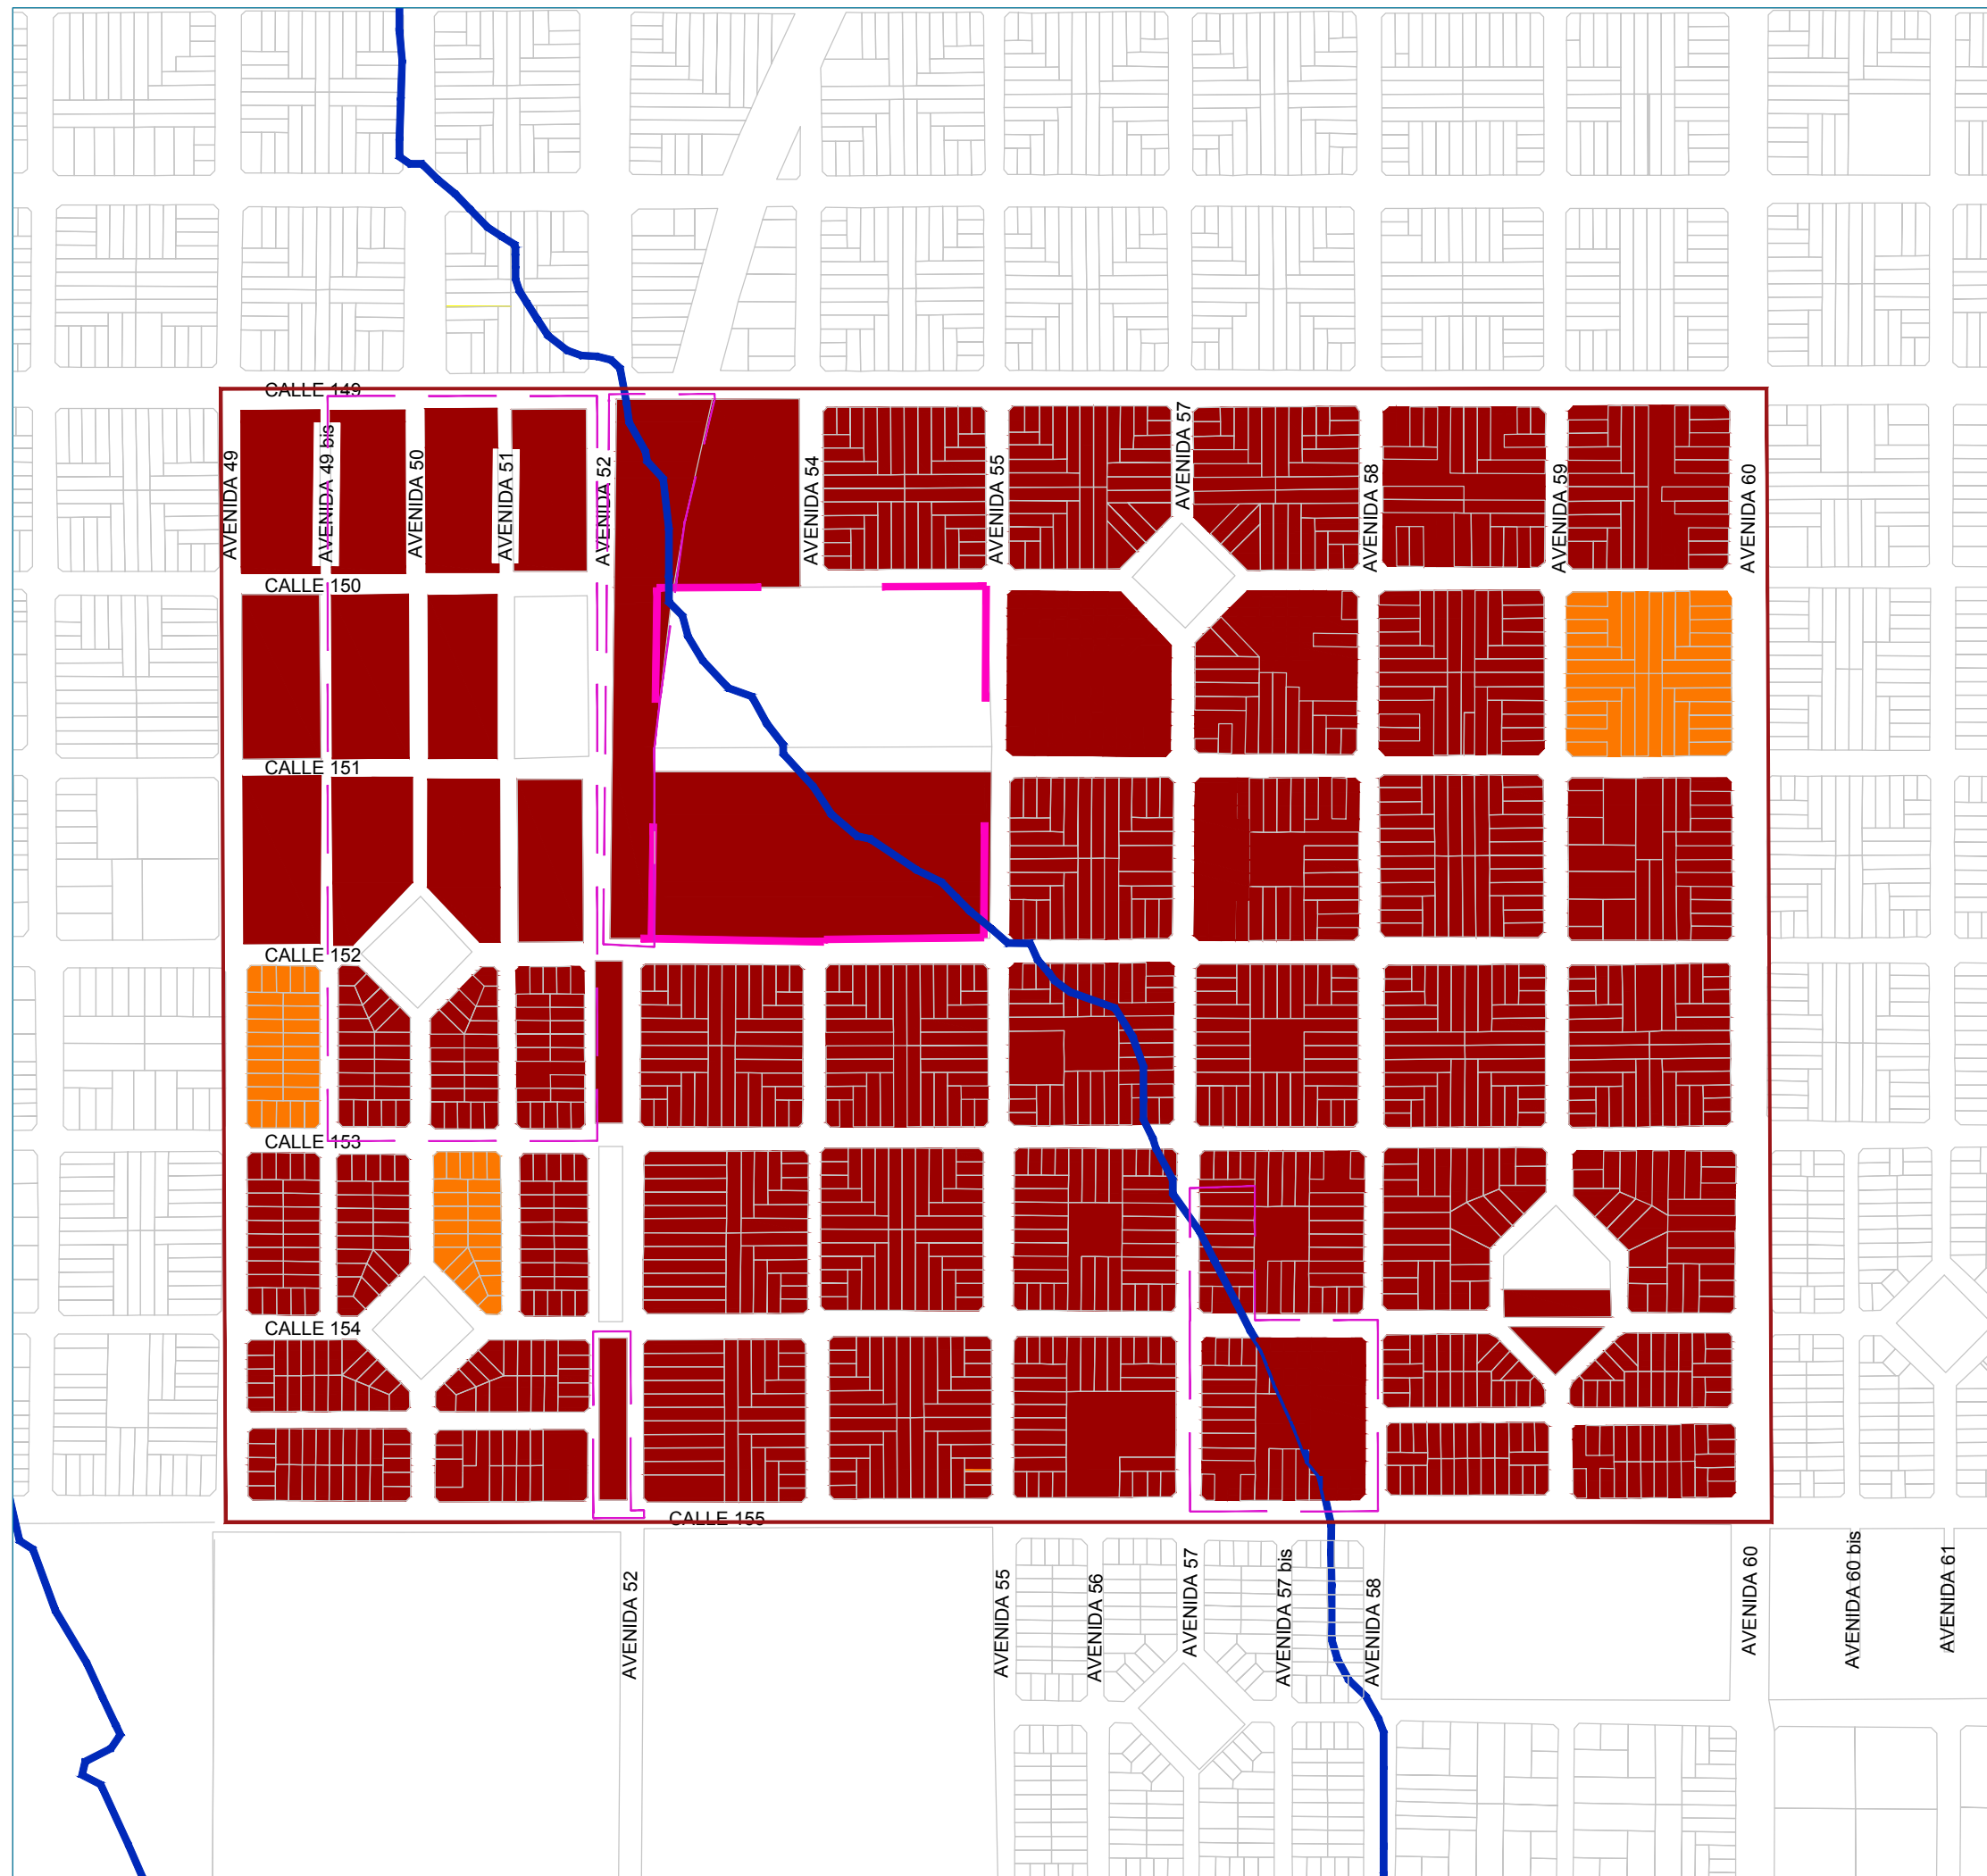 CALLE 149
AVENIDA 49
AVENIDA 49 bis
AVENIDA 50
AVENIDA 51
AVENIDA 52
AVENIDA 54
AVENIDA 55
AVENIDA 57
AVENIDA 58
AVENIDA 59
AVENIDA 60
CALLE 150
CALLE 151
CALLE 152
CALLE 153
CALLE 154
CALLE 155
AVENIDA 52
AVENIDA 55
AVENIDA 56
AVENIDA 57
AVENIDA 57 bis
AVENIDA 58
AVENIDA 60
AVENIDA 60 bis
AVENIDA 61